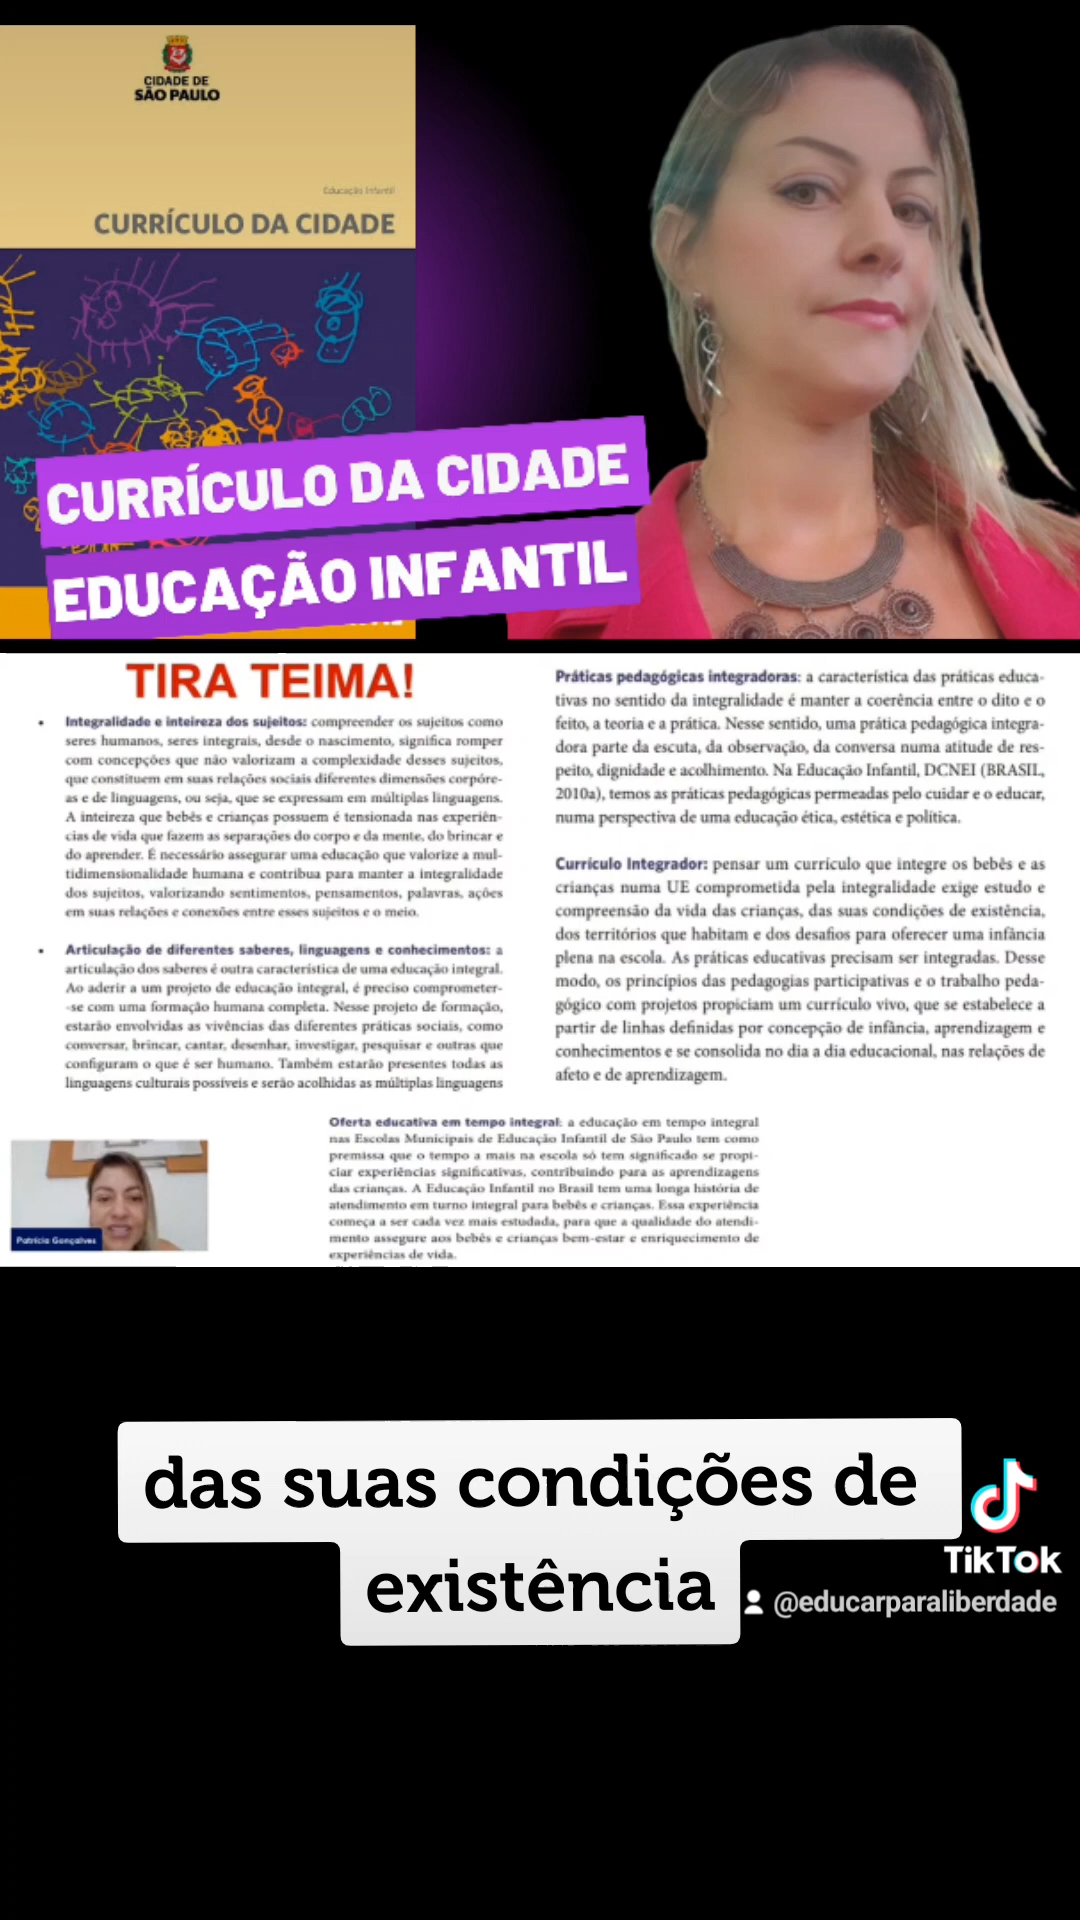 CIDADE DE
SÃO PAULO
Educação Infantil
CURRÍCULO DA CIDADE
CURRÍCULO DA CIDADE
EDUCAÇÃO INFANTIL
TIRA TEIMA!
• Integralidade e inteireza dos sujeitos: compreender os sujeitos como
seres humanos, seres integrais, desde o nascimento, significa romper
com concepções que não valorizam a complexidade desses sujeitos,
que constituem em suas relações sociais diferentes dimensões corpóre-
as e de linguagens, ou seja, que se expressam em múltiplas linguagens.
A inteireza que bebês e crianças possuem é tensionada nas experiên-
cias de vida que fazem as separações do corpo e da mente, do brincar e
do aprender. É necessário assegurar uma educação que valorize a mul-
tidimensionalidade humana e contribua para manter a integralidade
dos sujeitos, valorizando sentimentos, pensamentos, palavras, ações
em suas relações e conexões entre esses sujeitos e o meio.
• Articulação de diferentes saberes, linguagens e conhecimentos: a
articulação dos saberes é outra característica de uma educação integral.
Ao aderir a um projeto de educação integral, é preciso comprometer-
-se com uma formação humana completa. Nesse projeto de formação,
estarão envolvidas as vivências das diferentes práticas sociais, como
conversar, brincar, cantar, desenhar, investigar, pesquisar e outras que
configuram o que é ser humano. Também estarão presentes todas as
linguagens culturais possíveis e serão acolhidas as múltiplas linguagens
Práticas pedagógicas integradoras: a característica das práticas educa-
tivas no sentido da integralidade é manter a coerência entre o dito e o
feito, a teoria e a prática. Nesse sentido, uma prática pedagógica integra-
dora parte da escuta, da observação, da conversa numa atitude de res-
peito, dignidade e acolhimento. Na Educação Infantil, DCNEI (BRASIL,
2010a), temos as práticas pedagógicas permeadas pelo cuidar e o educar,
numa perspectiva de uma educação ética, estética e política.
Currículo Integrador: pensar um currículo que integre os bebês e as
crianças numa UE comprometida pela integralidade exige estudo e
compreensão da vida das crianças, das suas condições de existência,
dos territórios que habitam e dos desafios para oferecer uma infância
plena na escola. As práticas educativas precisam ser integradas. Desse
modo, os princípios das pedagogias participativas e o trabalho peda-
gógico com projetos propiciam um currículo vivo, que se estabelece a
partir de linhas definidas por concepção de infância, aprendizagem e
conhecimentos e se consolida no dia a dia educacional, nas relações de
afeto e de aprendizagem.
Oferta educativa em tempo integral: a educação em tempo integral
nas Escolas Municipais de Educação Infantil de São Paulo tem como
premissa que o tempo a mais na escola só tem significado se propi-
ciar experiências significativas, contribuindo para as aprendizagens
das crianças. A Educação Infantil no Brasil tem uma longa história de
atendimento em turno integral para bebês e crianças. Essa experiência
começa a ser cada vez mais estudada, para que a qualidade do atendi-
mento assegure aos bebês e crianças bem-estar e enriquecimento de
experiências de vida.
Patrícia Gonçalves
das suas condições de
existência
TikTok
@educarparaliberdade